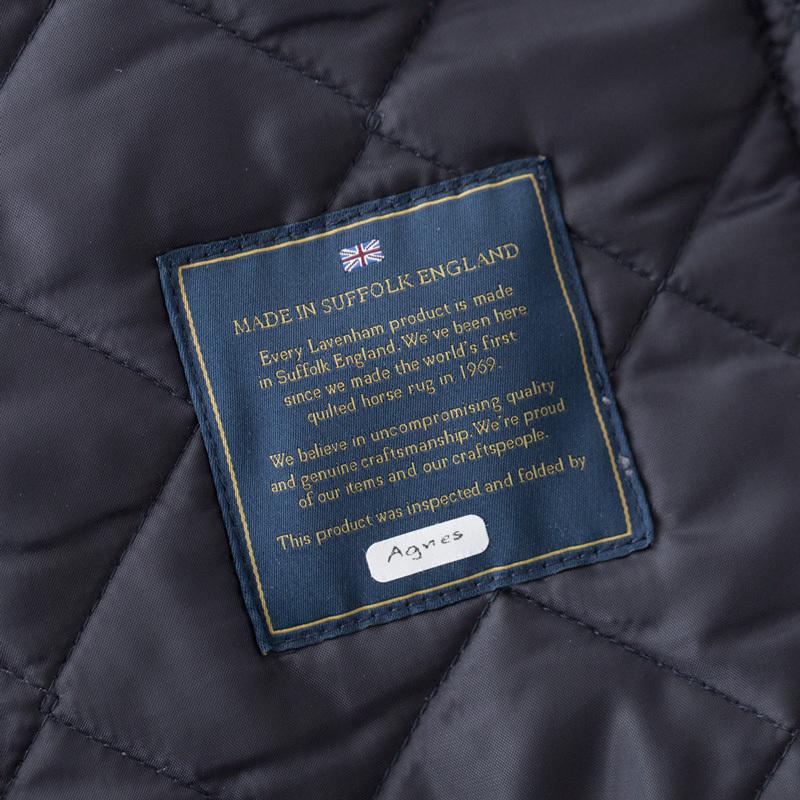 MADE IN SUFFOLK ENGLAND
Every Lavenham product is made
in Suffolk England. We've been here
since we made the world's first
quilted horse rug in 1969.
We believe in uncompromising quality
and genuine craftsmanship. We're proud
of our items and our craftspeople.
This product was inspected and folded by
Agnes